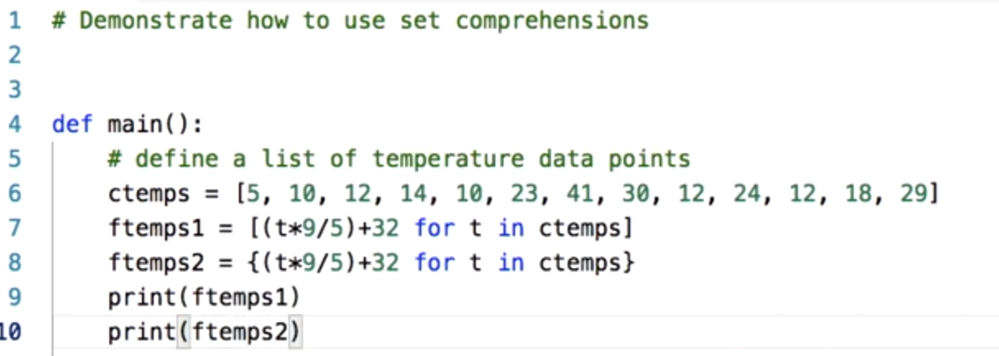 1 # Demonstrate how to use set comprehensions
2
3
4 def main():
5     # define a list of temperature data points
6     ctemps = [5, 10, 12, 14, 10, 23, 41, 30, 12, 24, 12, 18, 29]
7     ftemps1 = [(t*9/5)+32 for t in ctemps]
8     ftemps2 = {(t*9/5)+32 for t in ctemps}
9     print(ftemps1)
10     print(ftemps2)